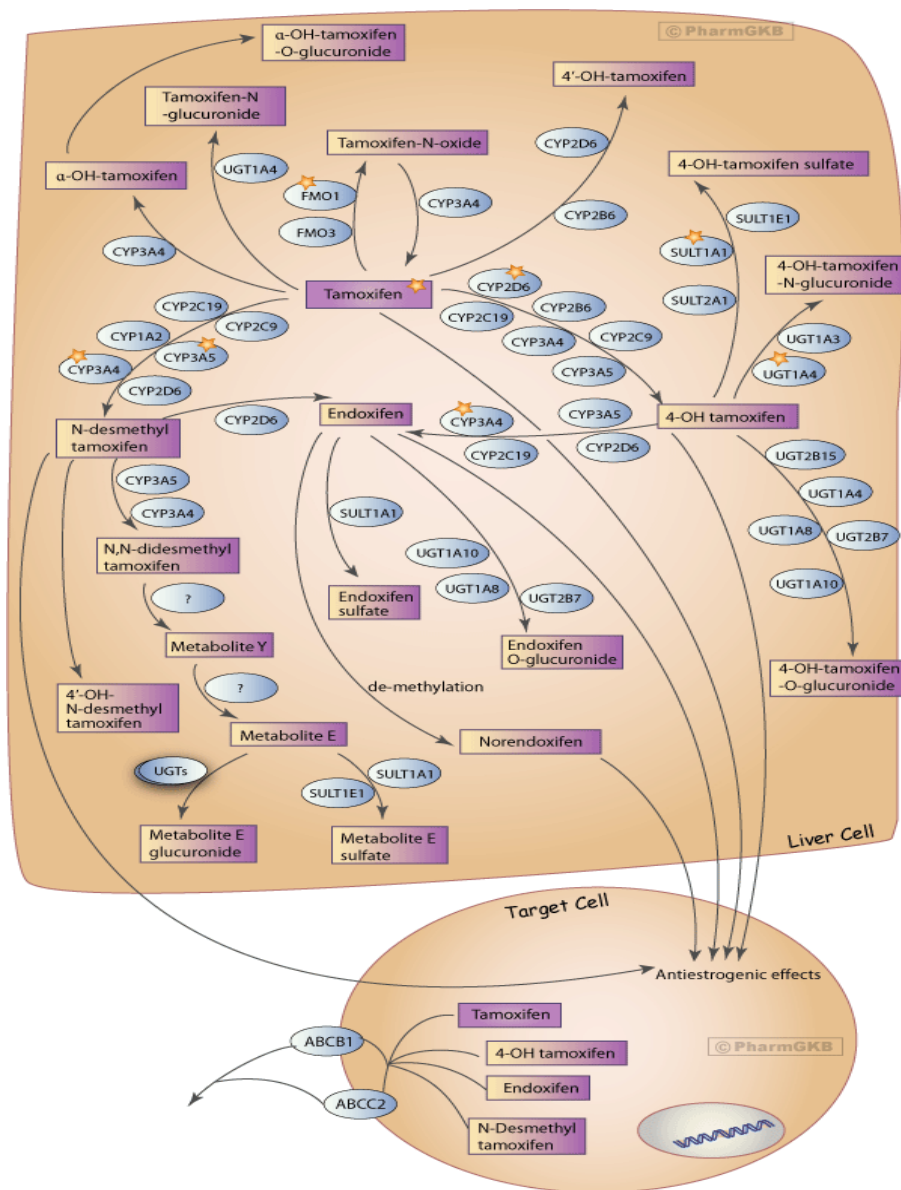 α-OH-tamoxifen
-O-glucuronide
© PharmGKB
4'-OH-tamoxifen
Tamoxifen-N
-glucuronide
Tamoxifen-N-oxide
CYP2D6
4-OH-tamoxifen sulfate
α-OH-tamoxifen
UGT1A4
FMO1
CYP3A4
FMO3
CYP2B6
SULT1E1
SULT1A1
CYP3A4
4-OH-tamoxifen
-N-glucuronide
Tamoxifen
CYP2D6
SULT2A1
CYP2C19
CYP2B6
CYP2C19
CYP1A2
CYP2C9
CYP2C9
UGT1A3
CYP3A4
CYP3A5
CYP3A4
UGT1A4
CYP3A5
CYP2D6
N-desmethyl
tamoxifen
CYP2D6
Endoxifen
CYP3A4
CYP3A5
4-OH tamoxifen
CYP2C19
CYP2D6
UGT2B15
CYP3A5
UGT1A4
CYP3A4
SULT1A1
UGT1A8
UGT2B7
N,N-didesmethyl
tamoxifen
UGT1A10
UGT1A8
UGT2B7
UGT1A10
?
Endoxifen
sulfate
Metabolite Y
Endoxifen
O-glucuronide
4-OH-tamoxifen
-O-glucuronide
?
de-methylation
4'-OH-
N-desmethyl
tamoxifen
Metabolite E
Norendoxifen
UGTs
SULT1A1
SULT1E1
Metabolite E
glucuronide
Metabolite E
sulfate
Liver Cell
Target Cell
Antiestrogenic effects
Tamoxifen
ABCB1
4-OH tamoxifen
© PharmGKB
Endoxifen
ABCC2
N-Desmethyl
tamoxifen